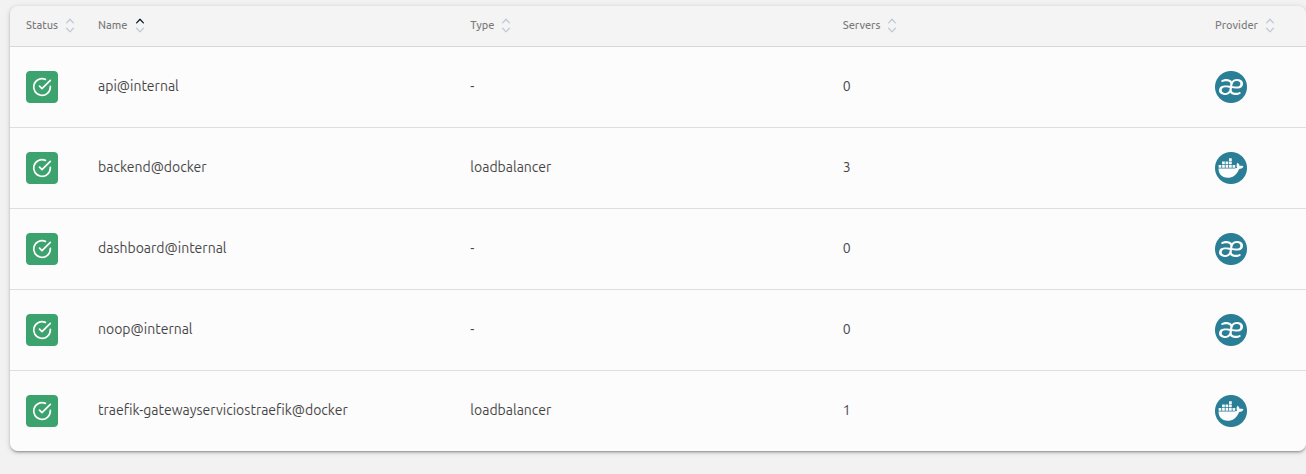 Status Name Type Servers Provider
api@internal - 0
backend@docker loadbalancer 3
dashboard@internal - 0
noop@internal - 0
traefik-gatewayserviciostraefik@docker loadbalancer 1